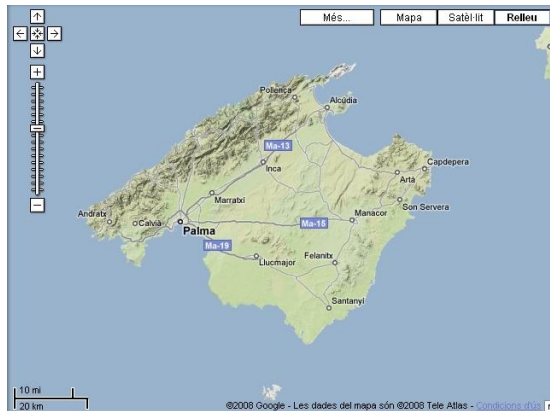 Més...
Mapa
Satèl·lit
Relleu
Pollença
Alcúdia
Ma-13
Inca
Capdepera
Artà
Marratxí
Son Servera
Andratx
Calvià
Palma
Ma-15
Manacor
Ma-19
Llucmajor
Felanitx
Santanyí
10 mi
20 km
©2008 Google - Les dades del mapa són ©2008 Tele Atlas - Condicions d'ús